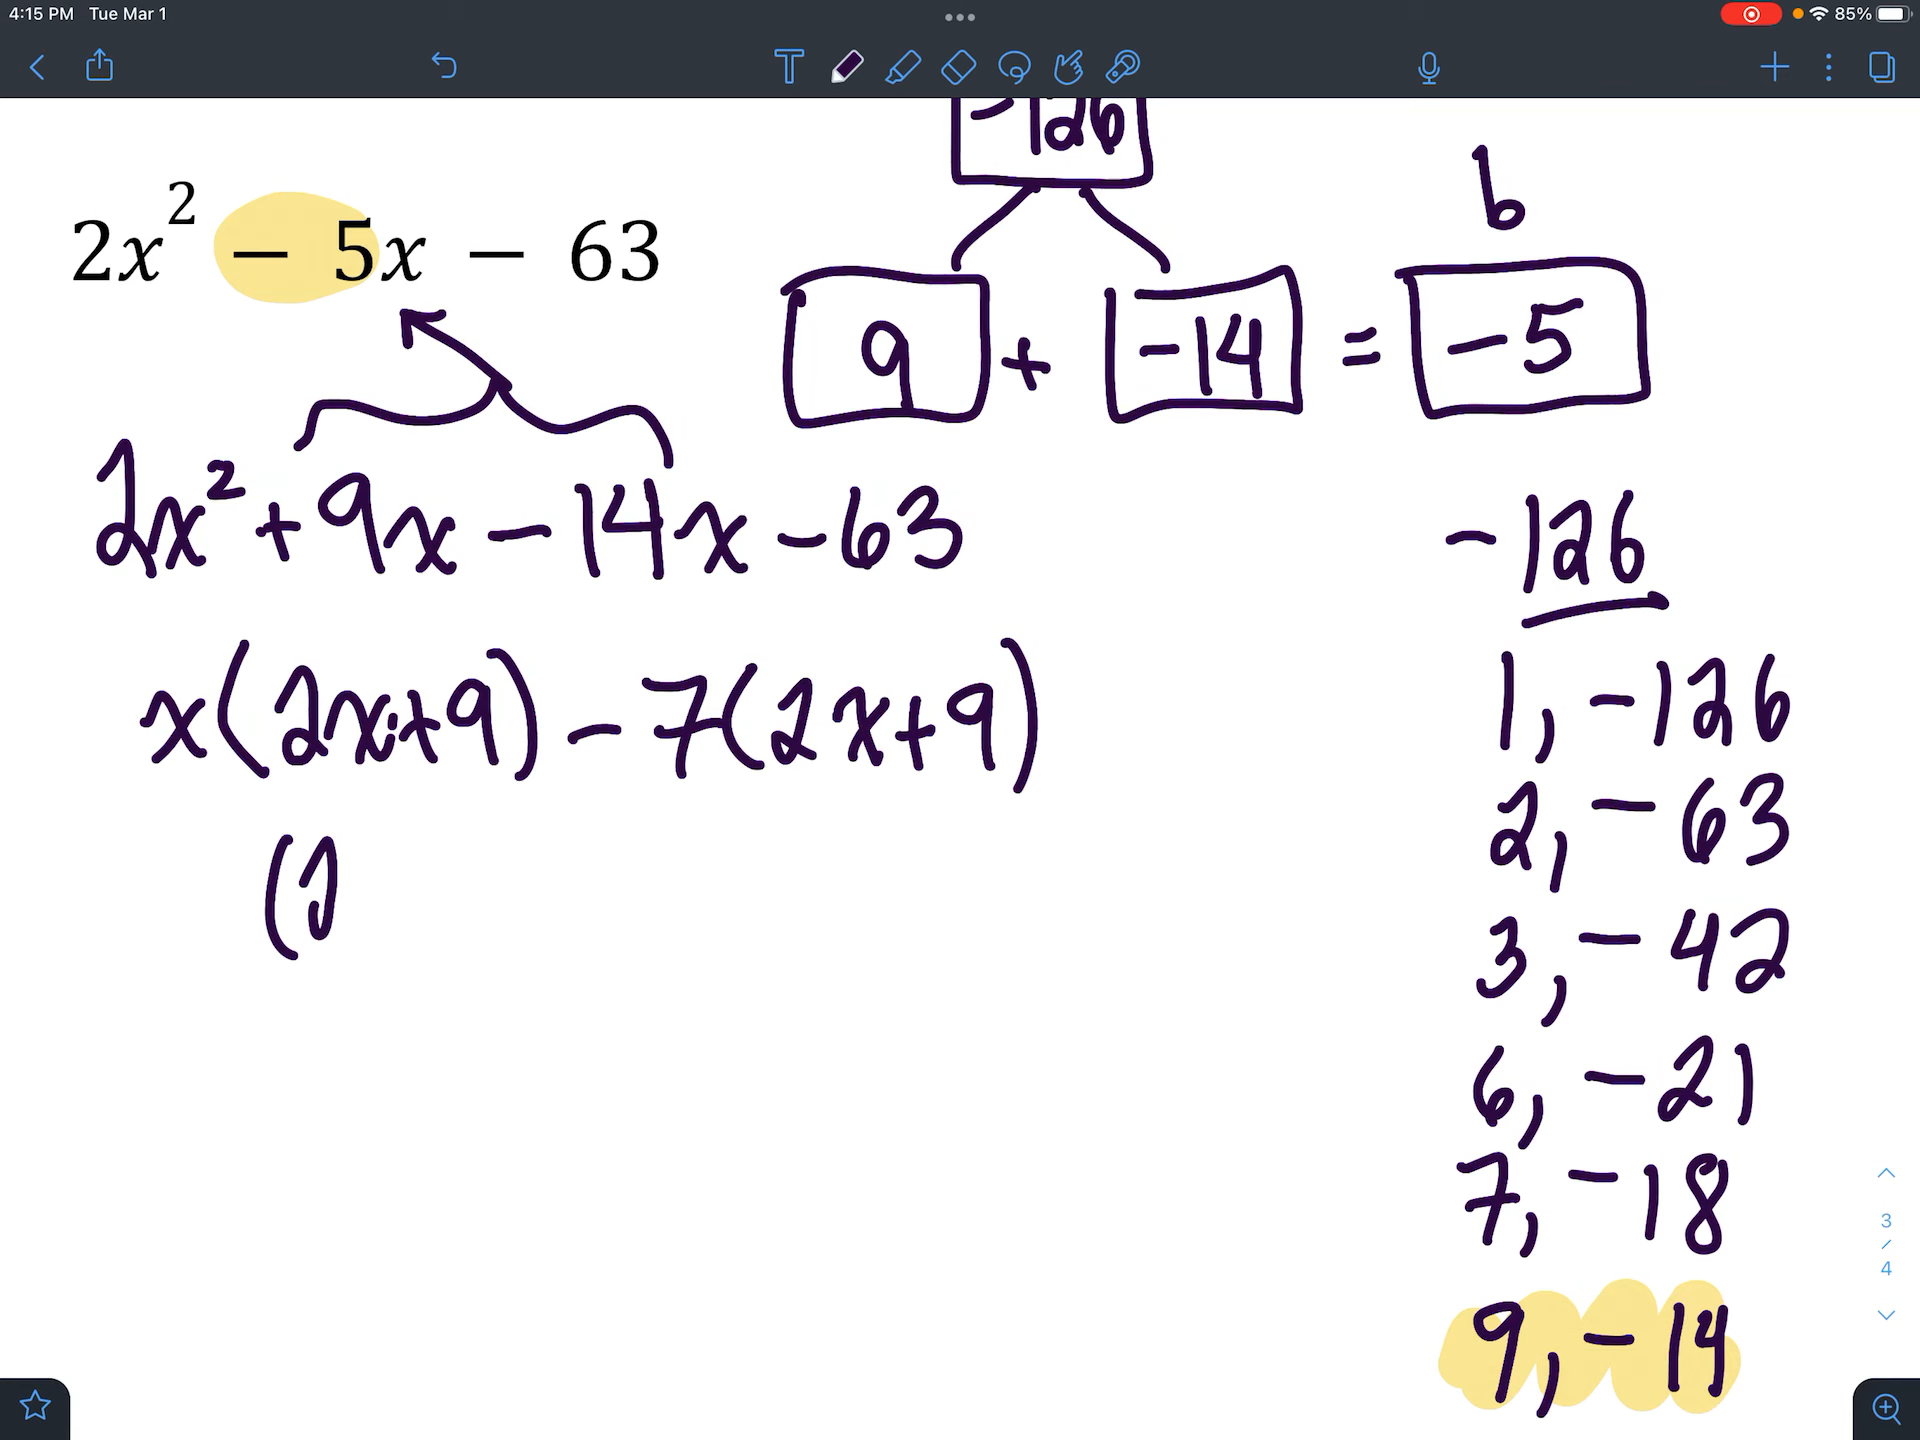 4:15 PM Tue Mar 1
85%
T
-126
b
2x² − 5x − 63
9 + -14 = -5
2x² + 9x - 14x - 63
-126
x(2x+9) - 7(2x+9)
1, -126
2, -63
(2
3, -42
6, -21
7, -18
3
/
4
9, -14